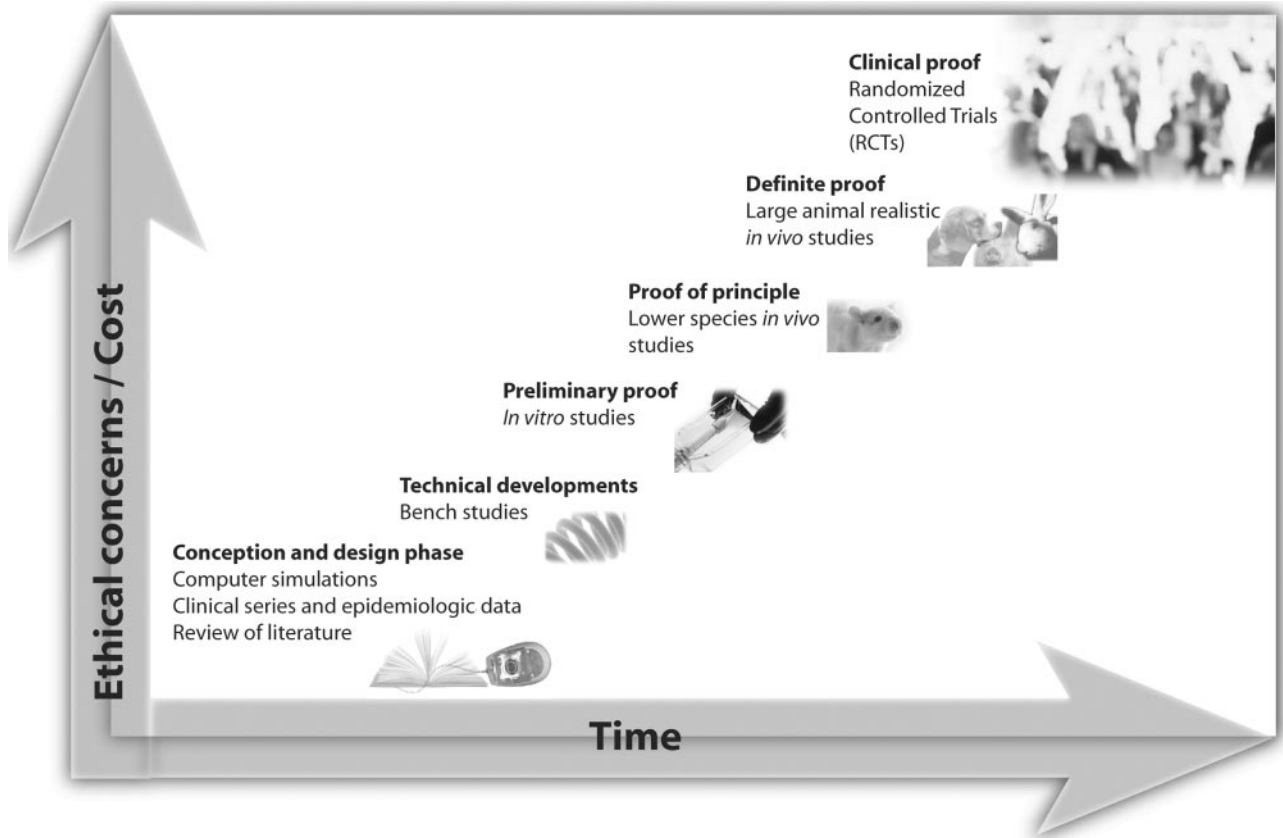 Clinical proof
Randomized
Controlled Trials
(RCTs)
Definite proof
Large animal realistic
in vivo studies
Proof of principle
Lower species in vivo
studies
Preliminary proof
In vitro studies
Technical developments
Bench studies
Conception and design phase
Computer simulations
Clinical series and epidemiologic data
Review of literature
Ethical concerns / Cost
Time